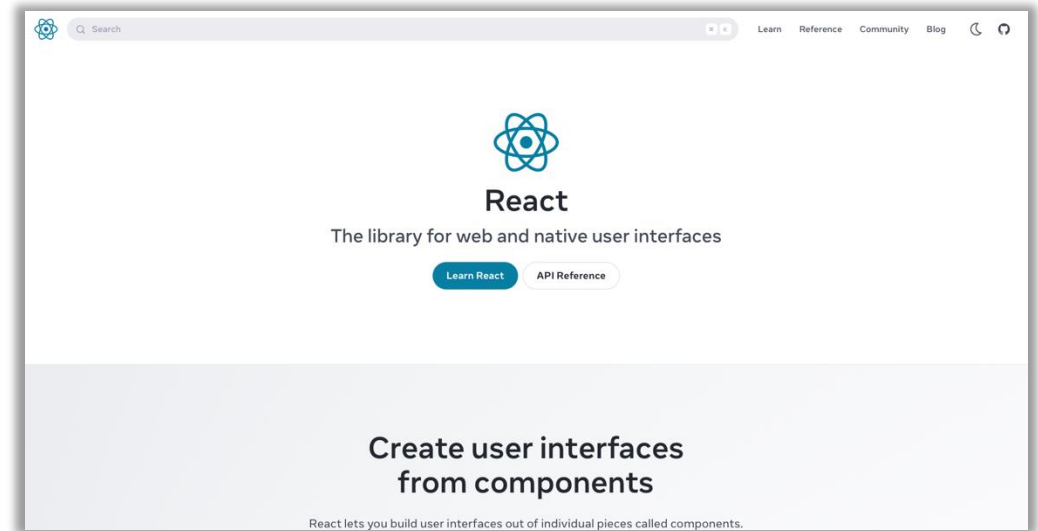 Search
⌘ K
Learn Reference Community Blog
React
The library for web and native user interfaces
Learn React API Reference
Create user interfaces
from components
React lets you build user interfaces out of individual pieces called components.